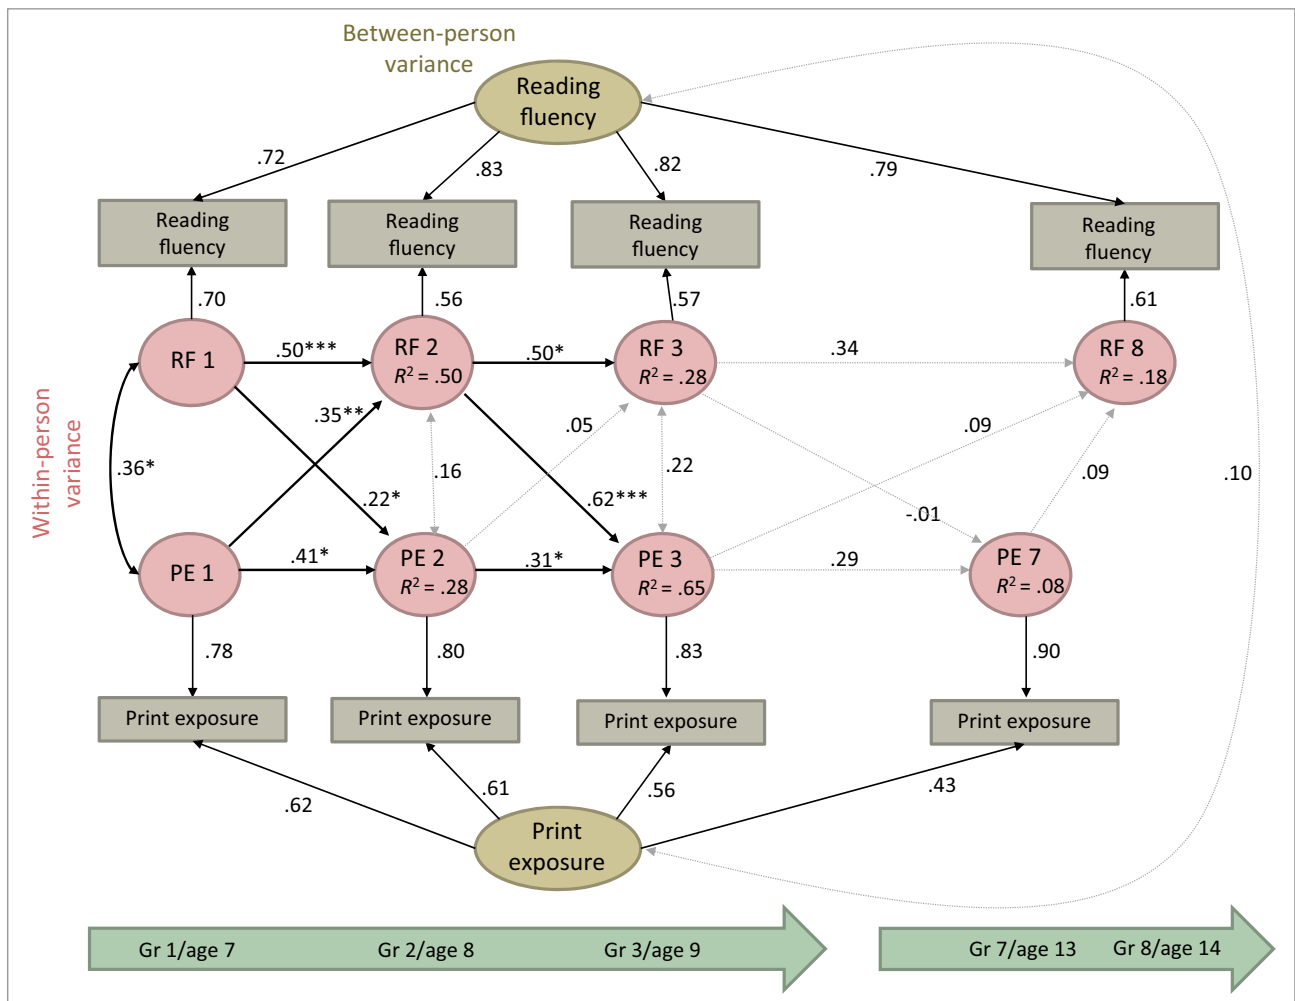 Between-person
variance
Reading
fluency
.72
.83
.82
.79
Reading
fluency
Reading
fluency
Reading
fluency
Reading
fluency
.70
.56
.57
.61
RF 1
.50***
RF 2
R² = .50
.50*
RF 3
R² = .28
.34
RF 8
R² = .18
Within-person
variance
.36*
.35**
.22*
.16
.05
.62***
.22
.09
-.01
.09
.10
PE 1
.41*
PE 2
R² = .28
.31*
PE 3
R² = .65
.29
PE 7
R² = .08
.78
.80
.83
.90
Print exposure
Print exposure
Print exposure
Print exposure
.62
.61
.56
.43
Print
exposure
Gr 1/age 7
Gr 2/age 8
Gr 3/age 9
Gr 7/age 13
Gr 8/age 14